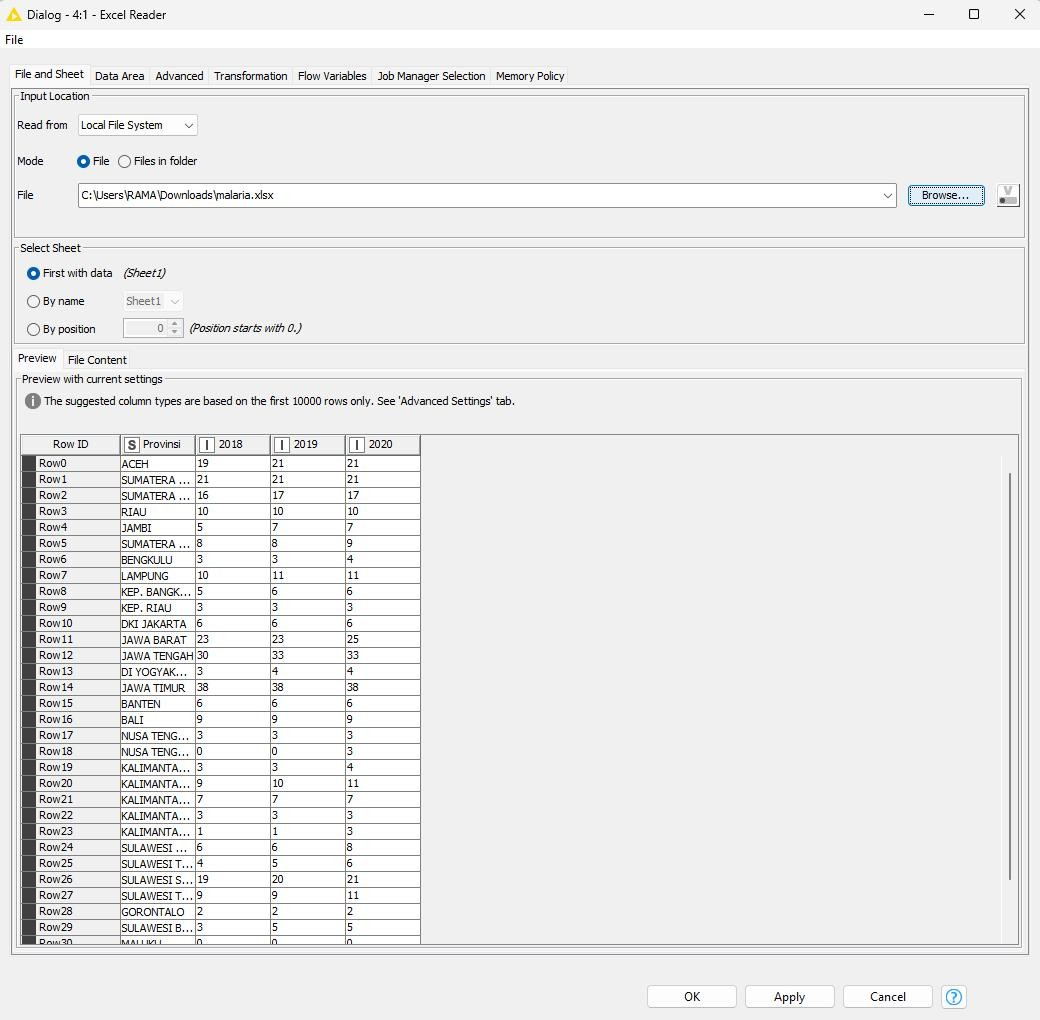 Dialog - 4:1 - Excel Reader
File
File and Sheet Data Area Advanced Transformation Flow Variables Job Manager Selection Memory Policy
Input Location
Read from Local File System
Mode File Files in folder
File C:\Users\RAMA\Downloads\malaria.xlsx Browse... V
Select Sheet
First with data (Sheet1)
By name Sheet1
By position 0 (Position starts with 0.)
Preview File Content
Preview with current settings
i The suggested column types are based on the first 10000 rows only. See 'Advanced Settings' tab.
Row ID S Provinsi I 2018 I 2019 I 2020
Row0 ACEH 19 21 21
Row1 SUMATERA ... 21 21 21
Row2 SUMATERA ... 16 17 17
Row3 RIAU 10 10 10
Row4 JAMBI 5 7 7
Row5 SUMATERA ... 8 8 9
Row6 BENGKULU 3 3 4
Row7 LAMPUNG 10 11 11
Row8 KEP. BANGK... 5 6 6
Row9 KEP. RIAU 3 3 3
Row10 DKI JAKARTA 6 6 6
Row11 JAWA BARAT 23 23 25
Row12 JAWA TENGAH 30 33 33
Row13 DI YOGYAK... 3 4 4
Row14 JAWA TIMUR 38 38 38
Row15 BANTEN 6 6 6
Row16 BALI 9 9 9
Row17 NUSA TENG... 3 3 3
Row18 NUSA TENG... 0 0 3
Row19 KALIMANTA... 3 3 4
Row20 KALIMANTA... 9 10 11
Row21 KALIMANTA... 7 7 7
Row22 KALIMANTA... 3 3 3
Row23 KALIMANTA... 1 1 3
Row24 SULAWESI ... 6 6 8
Row25 SULAWESI T... 4 5 6
Row26 SULAWESI S... 19 20 21
Row27 SULAWESI T... 9 9 11
Row28 GORONTALO 2 2 2
Row29 SULAWESI B... 3 5 5
Row30 MALUKU 0 0 0
OK Apply Cancel ?